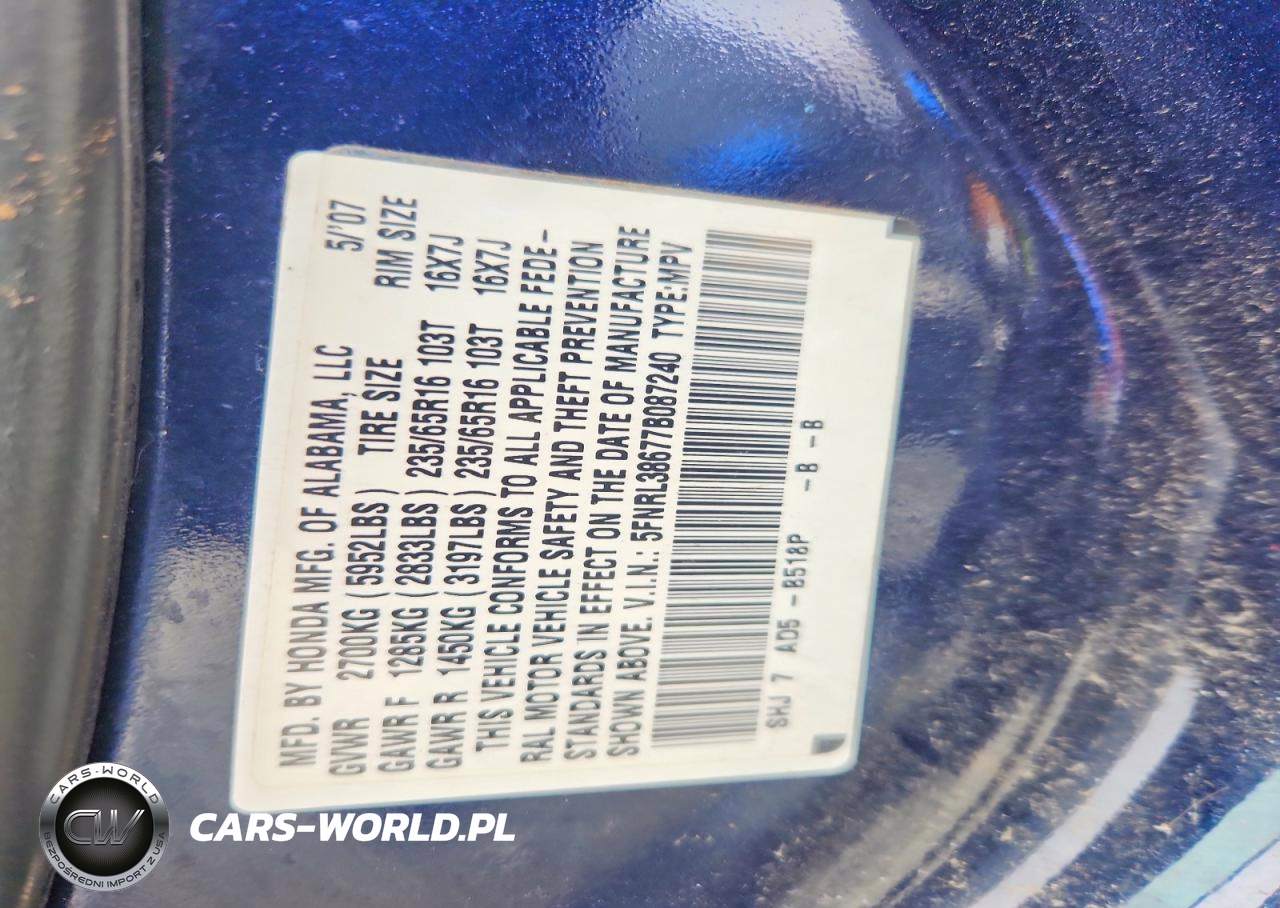 MFD. BY HONDA MFG. OF ALABAMA, LLC 5/'07
GVWR 2700KG (5952LBS) TIRE SIZE RIM SIZE
GAWR F 1285KG (2833LBS) 235/65R16 103T 16X7J
GAWR R 1450KG (3197LBS) 235/65R16 103T 16X7J
THIS VEHICLE CONFORMS TO ALL APPLICABLE FEDE-
RAL MOTOR VEHICLE SAFETY AND THEFT PREVENTION
STANDARDS IN EFFECT ON THE DATE OF MANUFACTURE
SHOWN ABOVE. V.I.N.: 5FNRL38677B087240 TYPE:MPV
SHJ 7 A05-B518P -B-B
CARS-WORLD
CW
BEZPOŚREDNI IMPORT Z USA
CARS-WORLD.PL